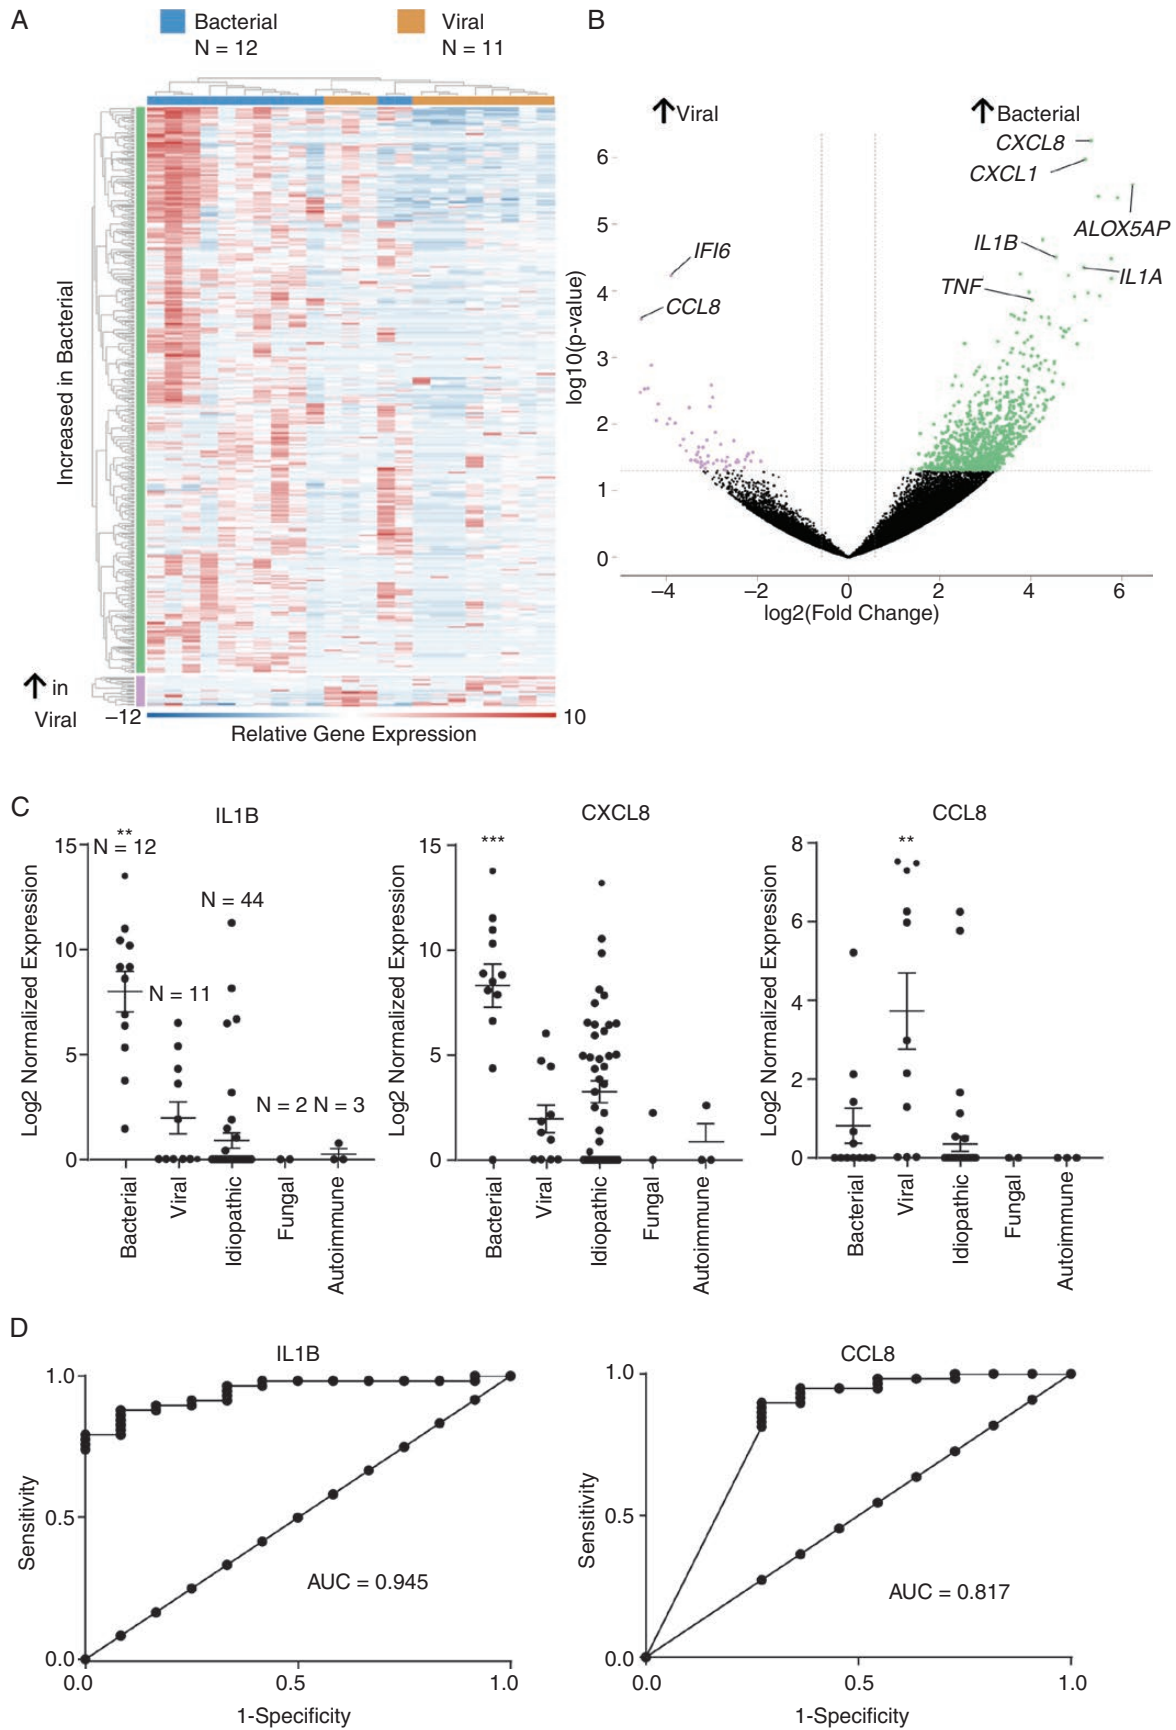 A
Bacterial
N = 12
Viral
N = 11
Increased in Bacterial
↑ in
Viral
–12
10
Relative Gene Expression
B
↑Viral
↑Bacterial
CXCL8
CXCL1
ALOX5AP
IL1B
IL1A
TNF
IFI6
CCL8
log10(p-value)
6
5
4
3
2
1
0
–4
–2
0
2
4
6
log2(Fold Change)
C
IL1B
**
N = 12
N = 11
N = 44
N = 2
N = 3
Log2 Normalized Expression
15
10
5
0
Bacterial
Viral
Idiopathic
Fungal
Autoimmune
CXCL8
***
Log2 Normalized Expression
15
10
5
0
Bacterial
Viral
Idiopathic
Fungal
Autoimmune
CCL8
**
Log2 Normalized Expression
8
6
4
2
0
Bacterial
Viral
Idiopathic
Fungal
Autoimmune
D
IL1B
Sensitivity
1.0
0.5
0.0
AUC = 0.945
0.0
0.5
1.0
1-Specificity
CCL8
Sensitivity
1.0
0.5
0.0
AUC = 0.817
0.0
0.5
1.0
1-Specificity